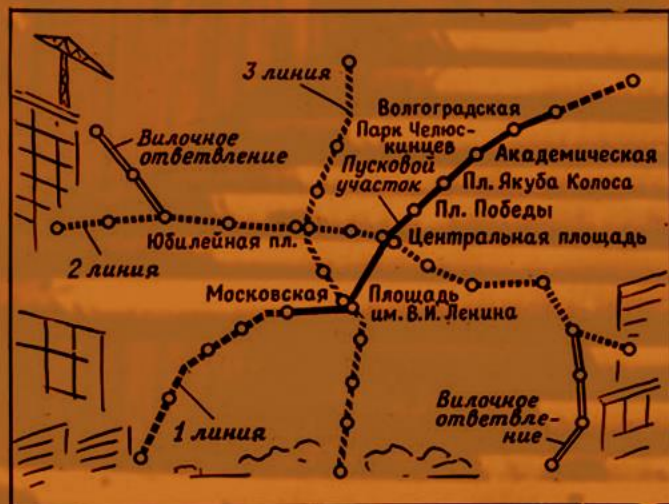 3 линия
Волгоградская
Парк Челюс-
кинцев
Вилочное
ответвление
Пусковой
участок
Академическая
Пл. Якуба Колоса
Пл. Победы
Юбилейная пл.
Центральная площадь
2 линия
Московская
Площадь
им. В.И. Ленина
1 линия
Вилочное
ответвле-
ние